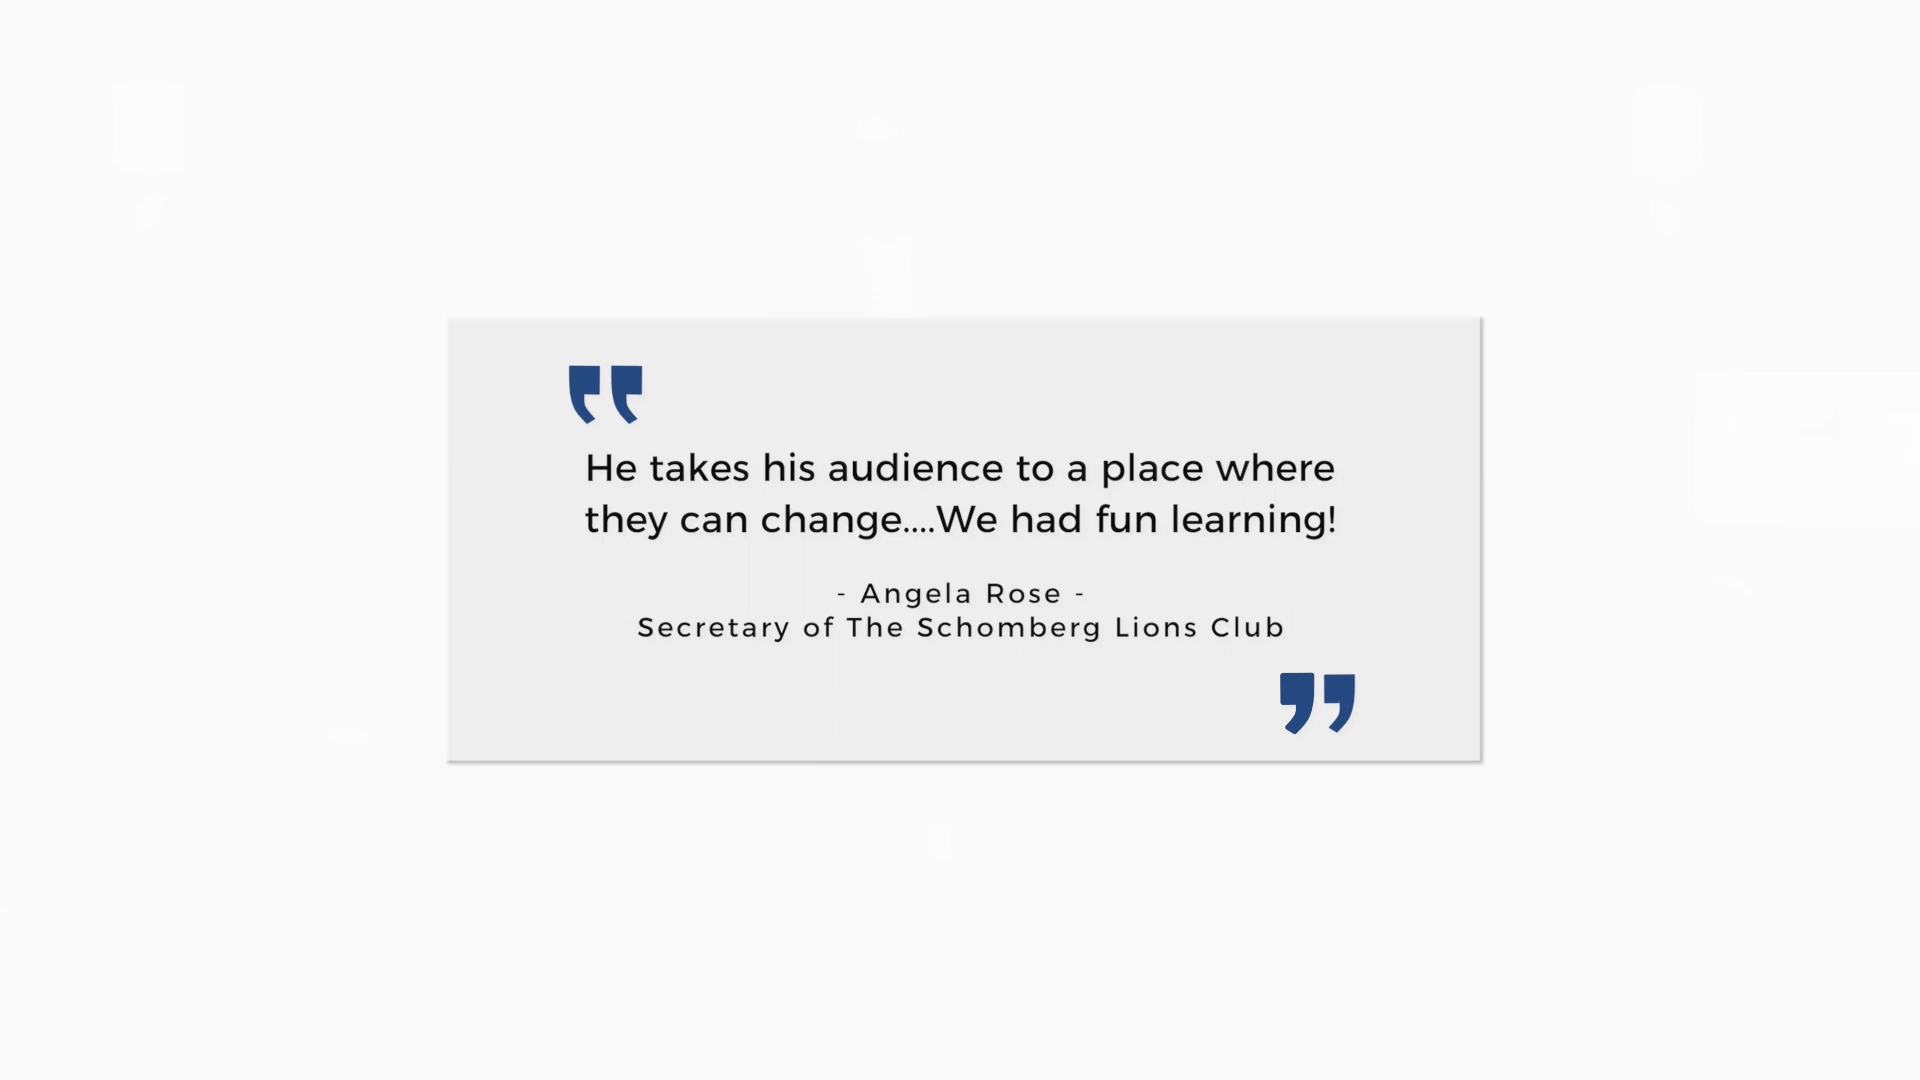 He takes his audience to a place where
they can change....We had fun learning!
- Angela Rose -
Secretary of The Schomberg Lions Club